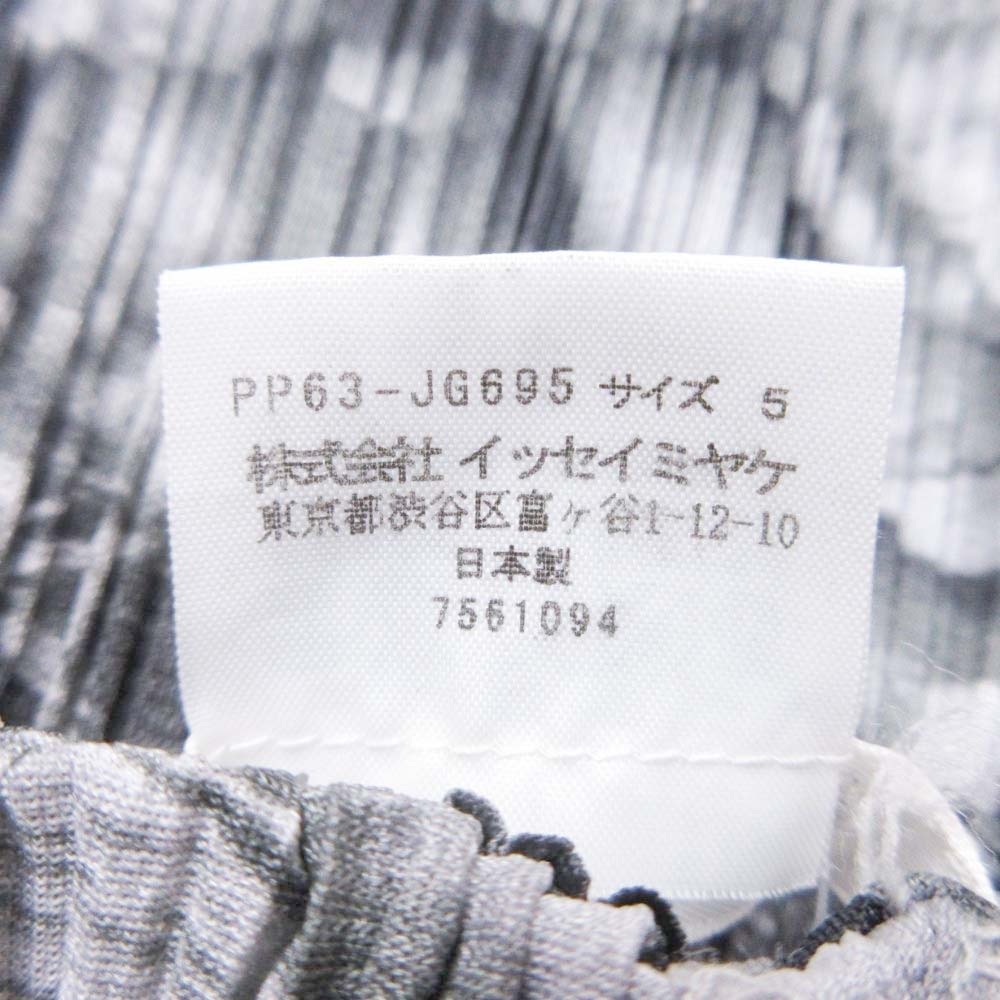 PP63-JG695 サイズ 5
株式会社イッセイミヤケ
東京都渋谷区富ヶ谷1-12-10
日本製
7561094